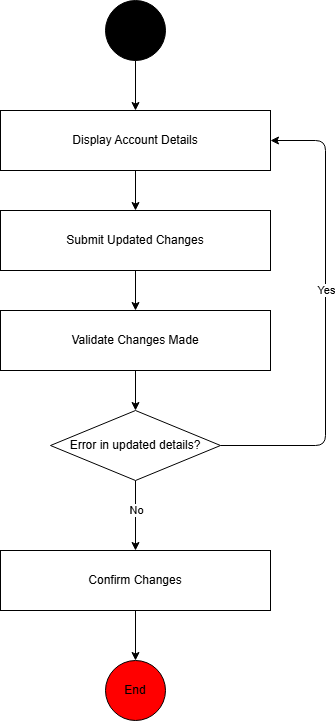 Display Account Details
Submit Updated Changes
Yes
Validate Changes Made
Error in updated details?
No
Confirm Changes
End